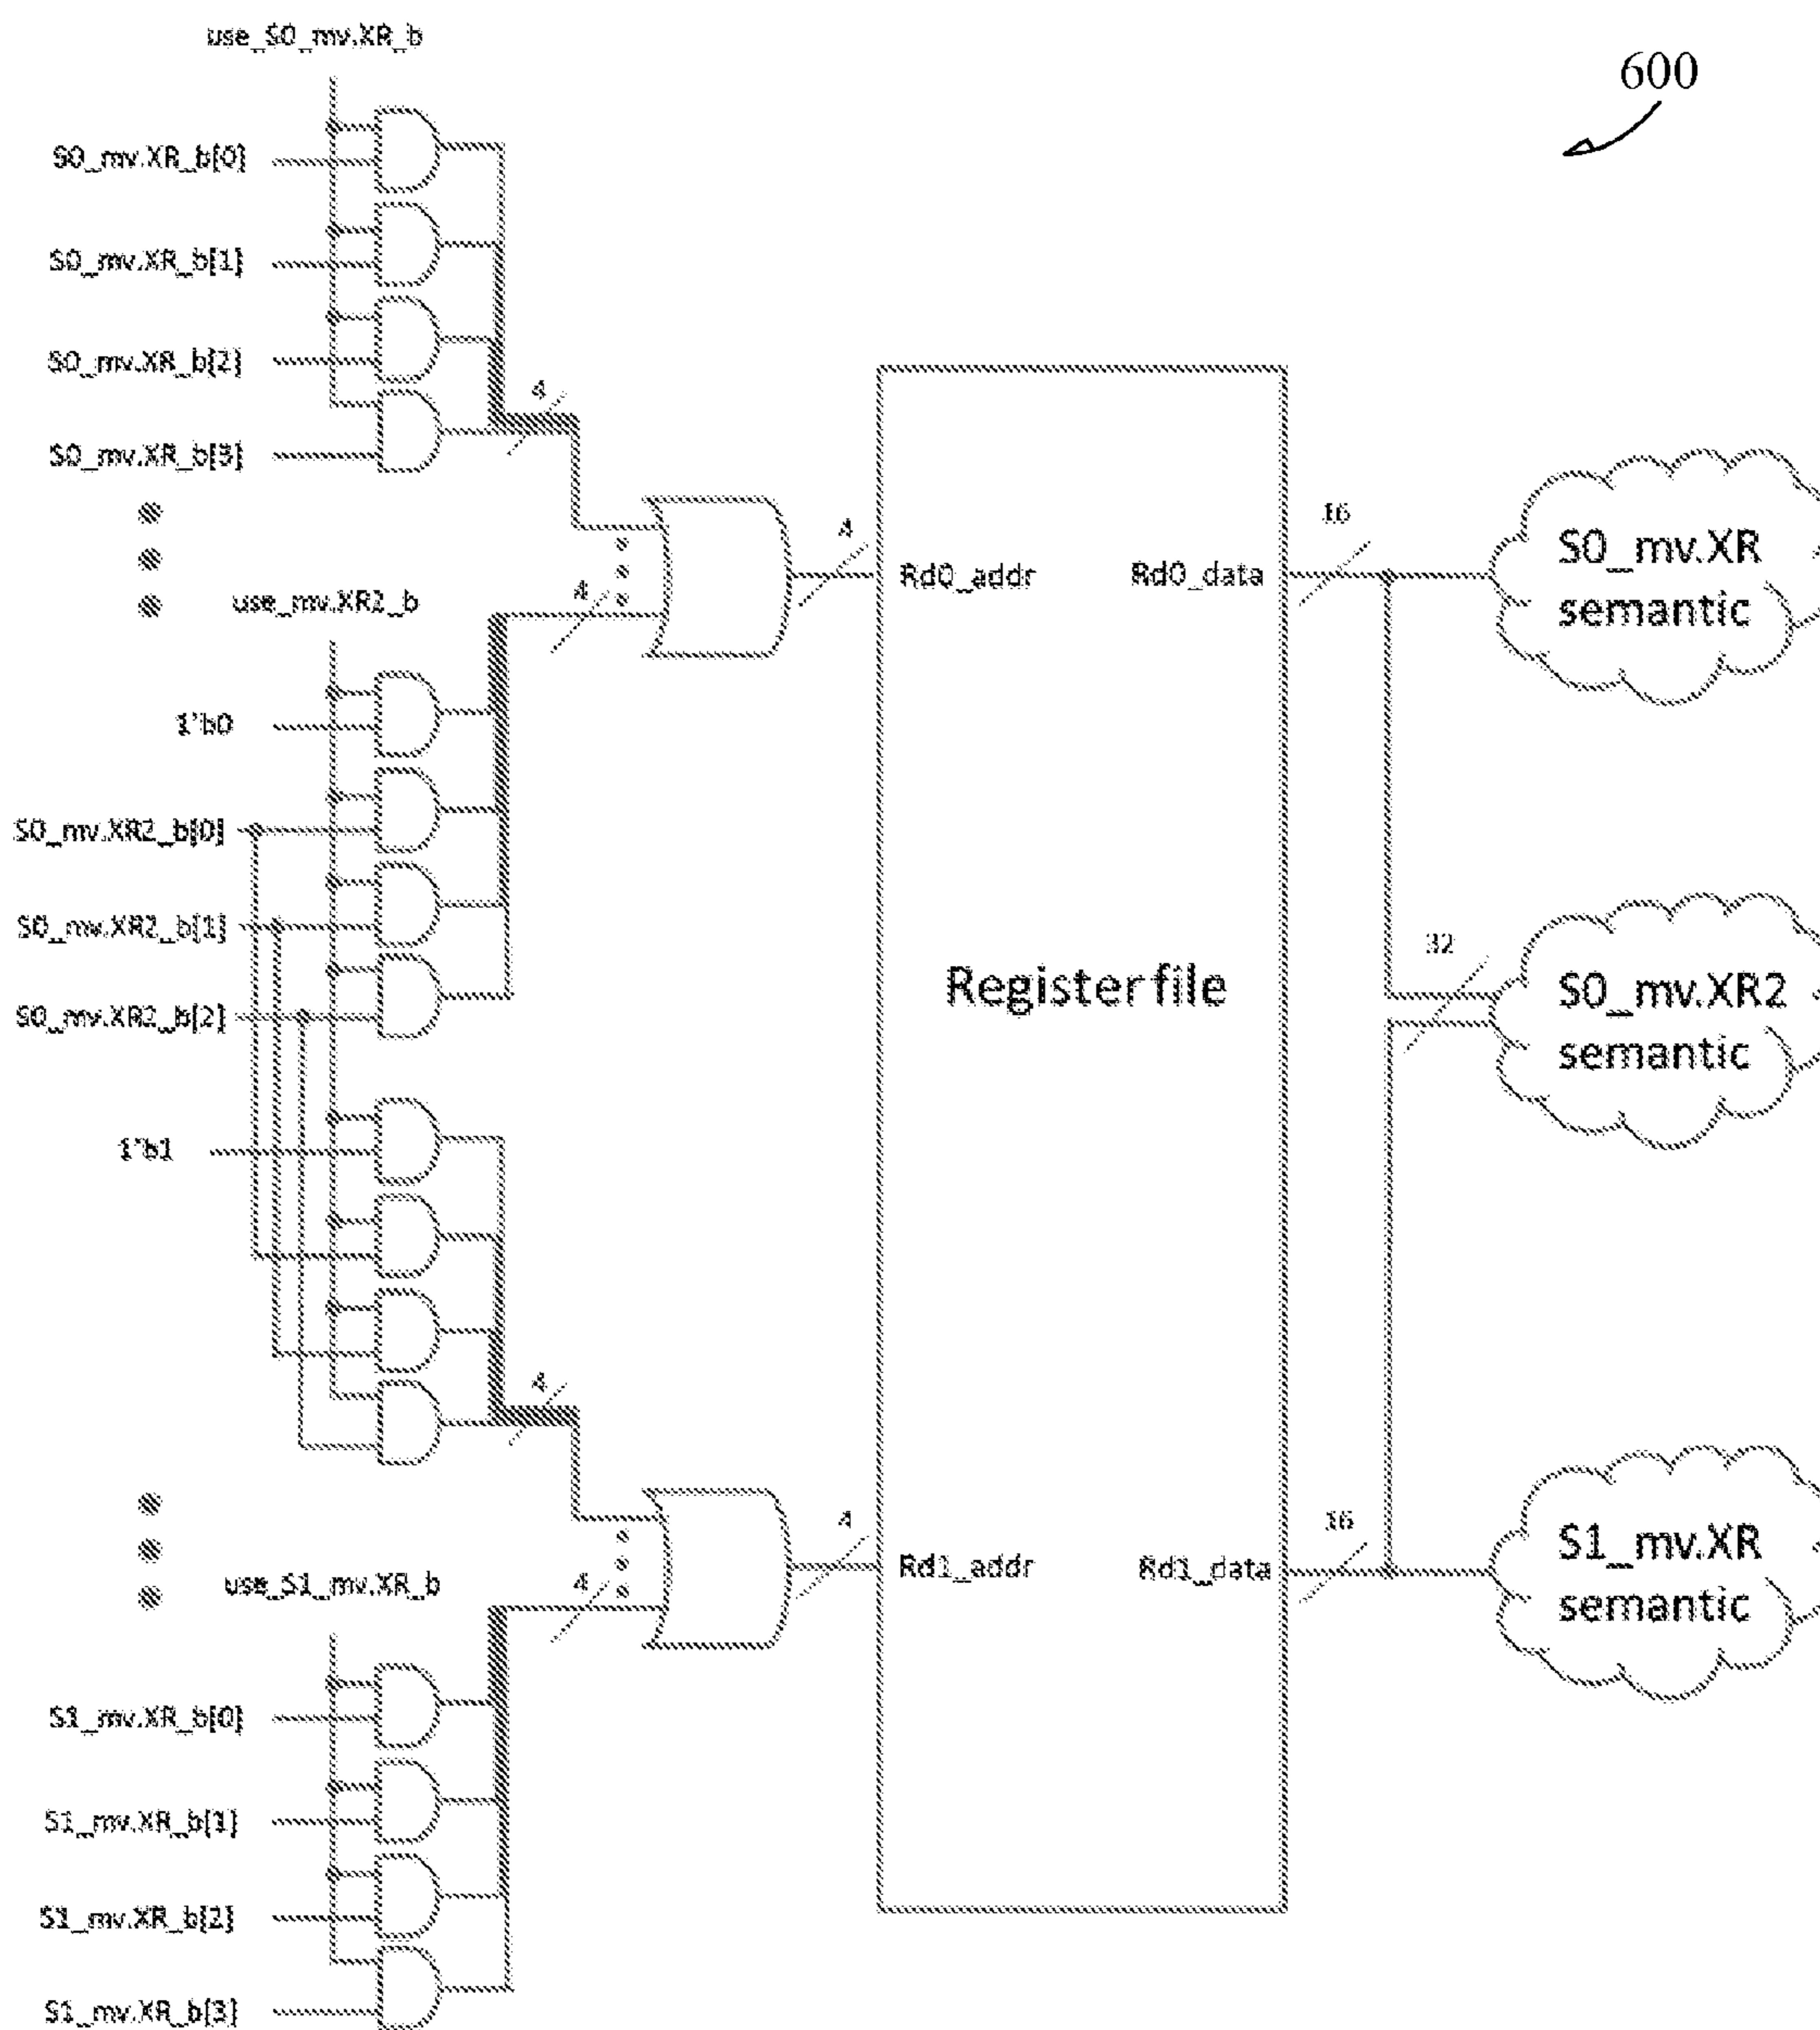 use_S0_mv.XR_b
600
S0_mv.XR_b[0]
S0_mv.XR_b[1]
S0_mv.XR_b[2]
S0_mv.XR_b[3]
4
use_mv.XR2_b
4
4
Rd0_addr
Rd0_data
16
S0_mv.XR
semantic
1'b0
S0_mv.XR2_b[0]
S0_mv.XR2_b[1]
S0_mv.XR2_b[2]
Register file
32
S0_mv.XR2
semantic
1'b1
4
use_S1_mv.XR_b
4
4
Rd1_addr
Rd1_data
16
S1_mv.XR
semantic
S1_mv.XR_b[0]
S1_mv.XR_b[1]
S1_mv.XR_b[2]
S1_mv.XR_b[3]